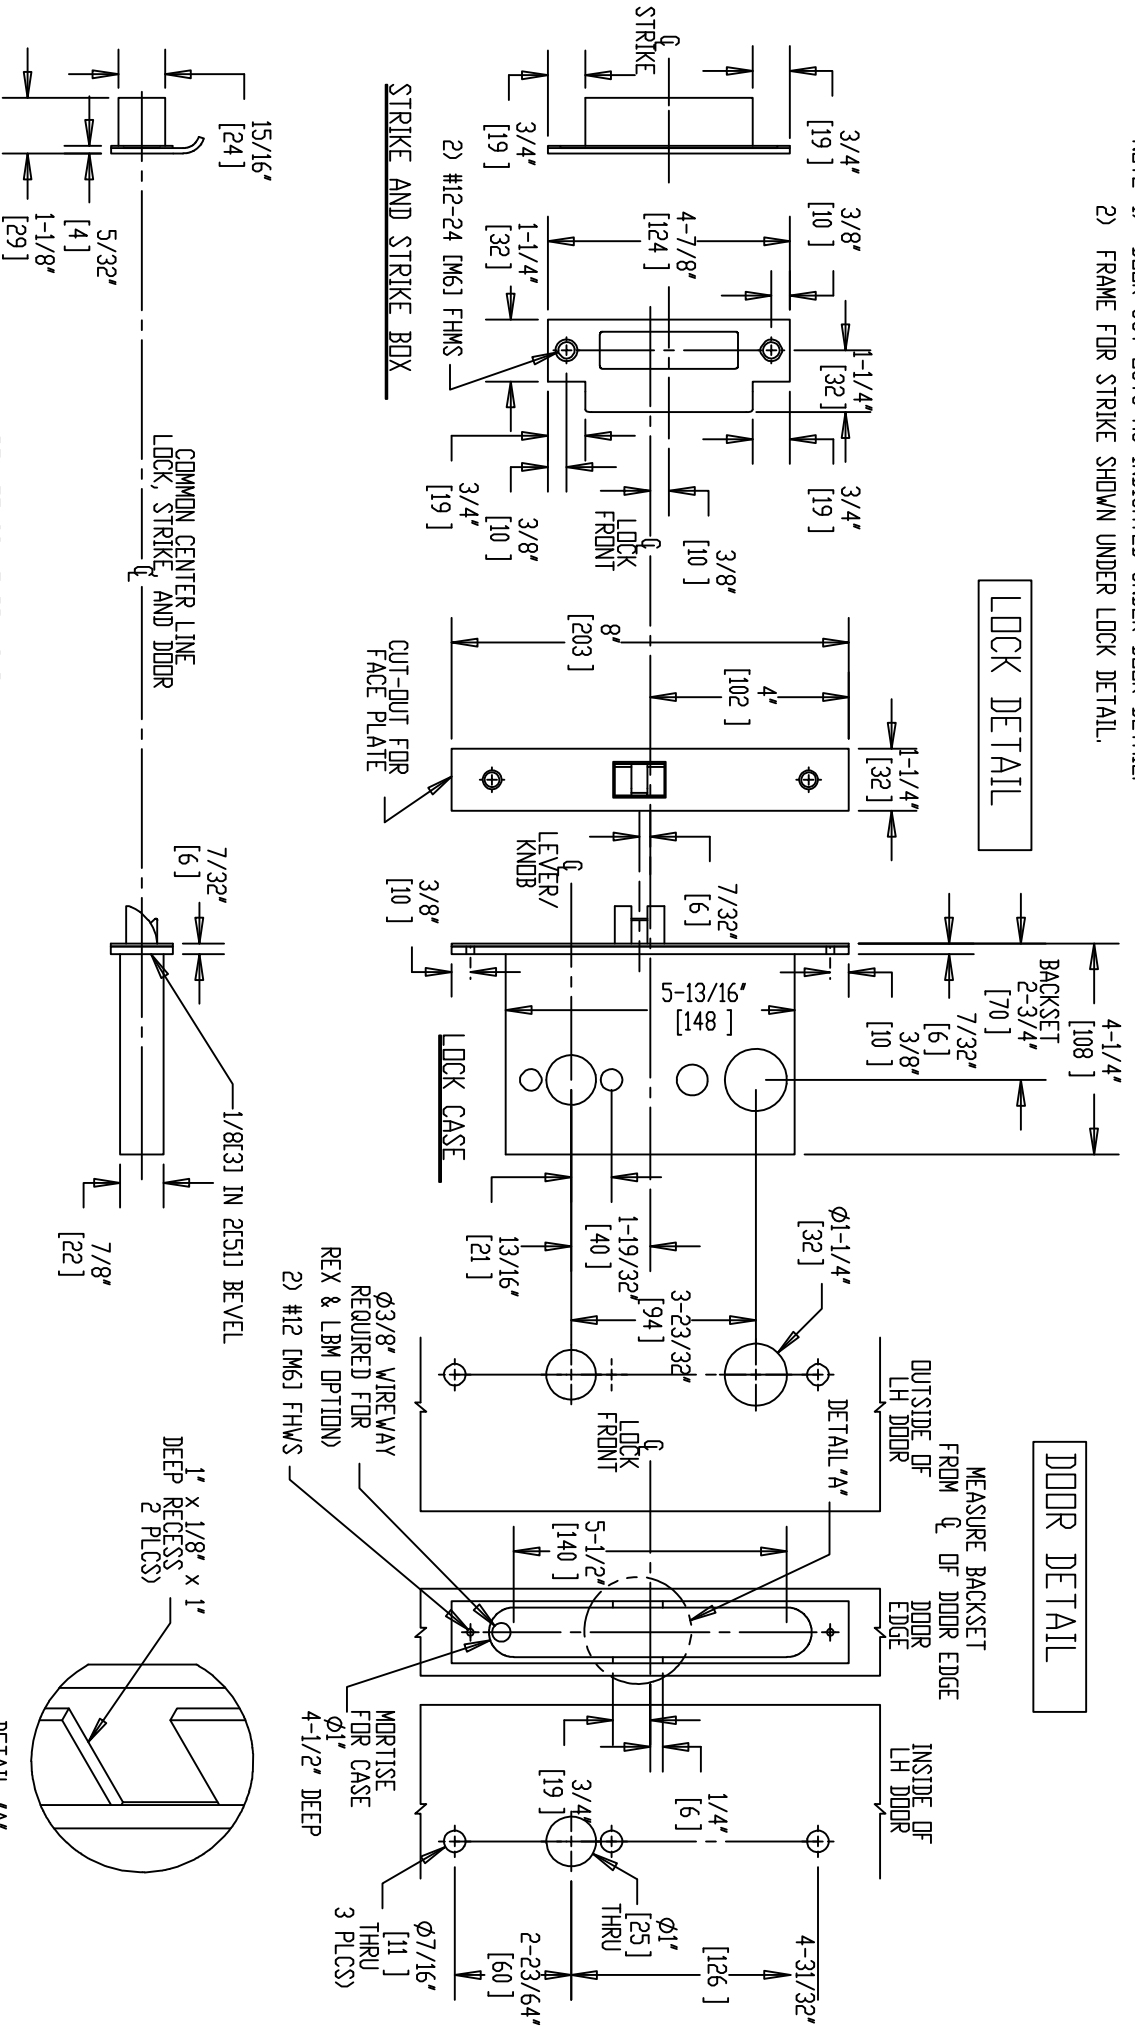 2) FRAME FOR STRIKE SHOWN UNDER LOCK DETAIL.
LOCK DETAIL
DOOR DETAIL
℄
STRIKE
3/4"
[19 ]
3/8"
[10 ]
3/4"
[19 ]
4-7/8"
[124 ]
1-1/4"
[32 ]
1-1/4"
[32 ]
3/4"
[19 ]
2) #12-24 [M6] FHMS
3/4"
[19 ]
3/8"
[10 ]
3/8"
[10 ]
℄
LOCK
FRONT
STRIKE AND STRIKE BOX
8"
[203 ]
4"
[102 ]
1-1/4"
[32 ]
CUT-OUT FOR
FACE PLATE
℄
LEVER/
KNOB
7/32"
[6 ]
3/8"
[10 ]
4-1/4"
[108 ]
BACKSET
2-3/4"
[70 ]
7/32"
[6 ]
3/8"
[10 ]
5-13/16"
[148 ]
LOCK CASE
1-19/32"
[40 ]
13/16"
[21 ]
3-23/32"
[94 ]
Ø1-1/4"
[32 ]
OUTSIDE OF
LH DOOR
℄
LOCK
FRONT
MEASURE BACKSET
FROM ℄ OF DOOR EDGE
DOOR
EDGE
DETAIL "A"
5-1/2"
[140 ]
Ø3/8" WIREWAY
REQUIRED FOR
REX & LBM OPTION)
2) #12 [M6] FHWS
MORTISE
FOR CASE
Ø1"
4-1/2" DEEP
INSIDE OF
LH DOOR
1/4"
[6 ]
3/4"
[19 ]
Ø1"
[25 ]
THRU
4-31/32"
[126 ]
2-23/64"
[60 ]
Ø7/16"
[11 ]
THRU
3 PLCS)
15/16"
[24 ]
5/32"
[4 ]
1-1/8"
[29 ]
COMMON CENTER LINE
LOCK, STRIKE, AND DOOR
℄
7/32"
[6 ]
1/8[3] IN 2[51] BEVEL
7/8"
[22 ]
1" X 1/8" X 1"
DEEP RECESS
2 PLCS)